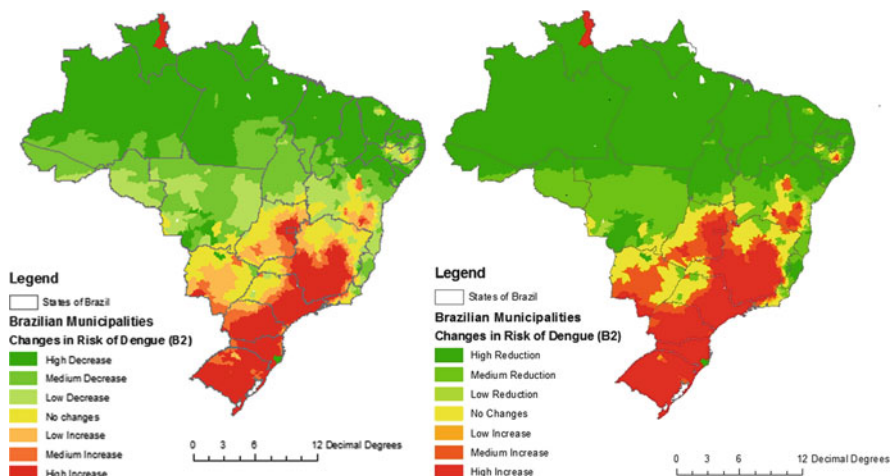 Legend
States of Brazil
Brazilian Municipalities
Changes in Risk of Dengue (B2)
High Decrease
Medium Decrease
Low Decrease
No changes
Low Increase
Medium Increase
High Increase
0 3 6 12 Decimal Degrees
Legend
States of Brazil
Brazilian Municipalities
Changes in Risk of Dengue (B2)
High Reduction
Medium Reduction
Low Reduction
No Changes
Low Increase
Medium Increase
High Increase
0 3 6 12 Decimal Degrees